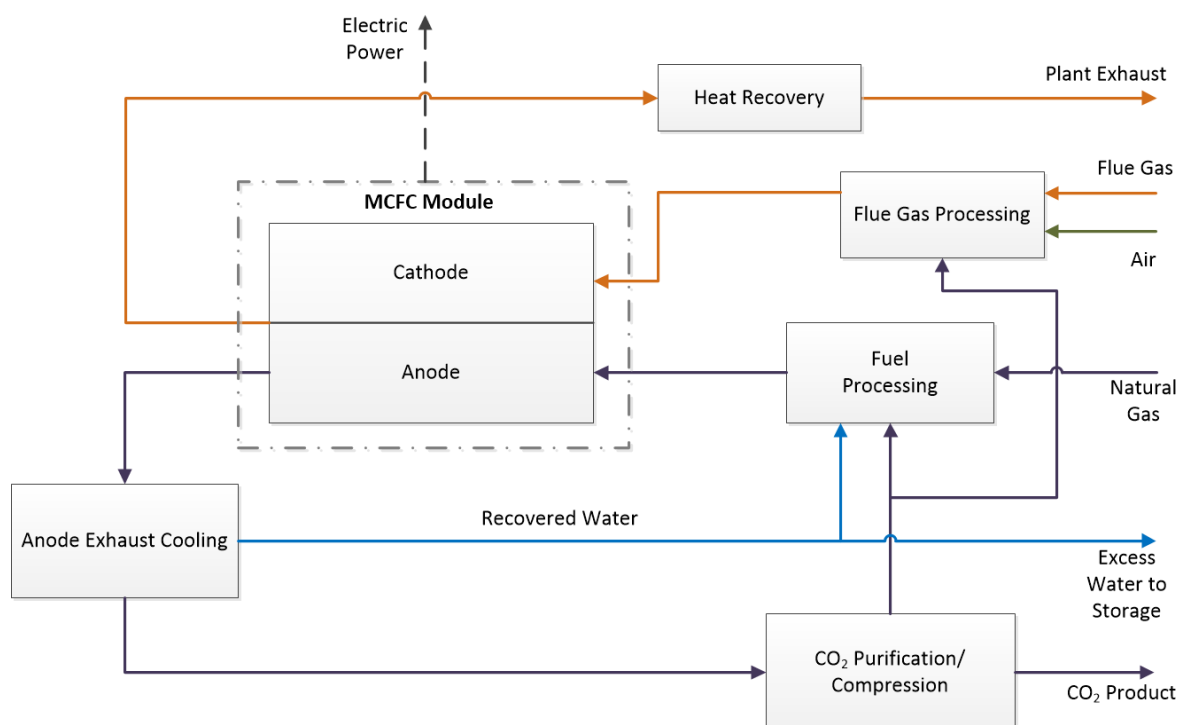 Electric
Power
Heat Recovery
Plant Exhaust
MCFC Module
Flue Gas Processing
Flue Gas
Air
Cathode
Anode
Fuel
Processing
Natural
Gas
Anode Exhaust Cooling
Recovered Water
Excess
Water to
Storage
CO₂ Purification/
Compression
CO₂ Product